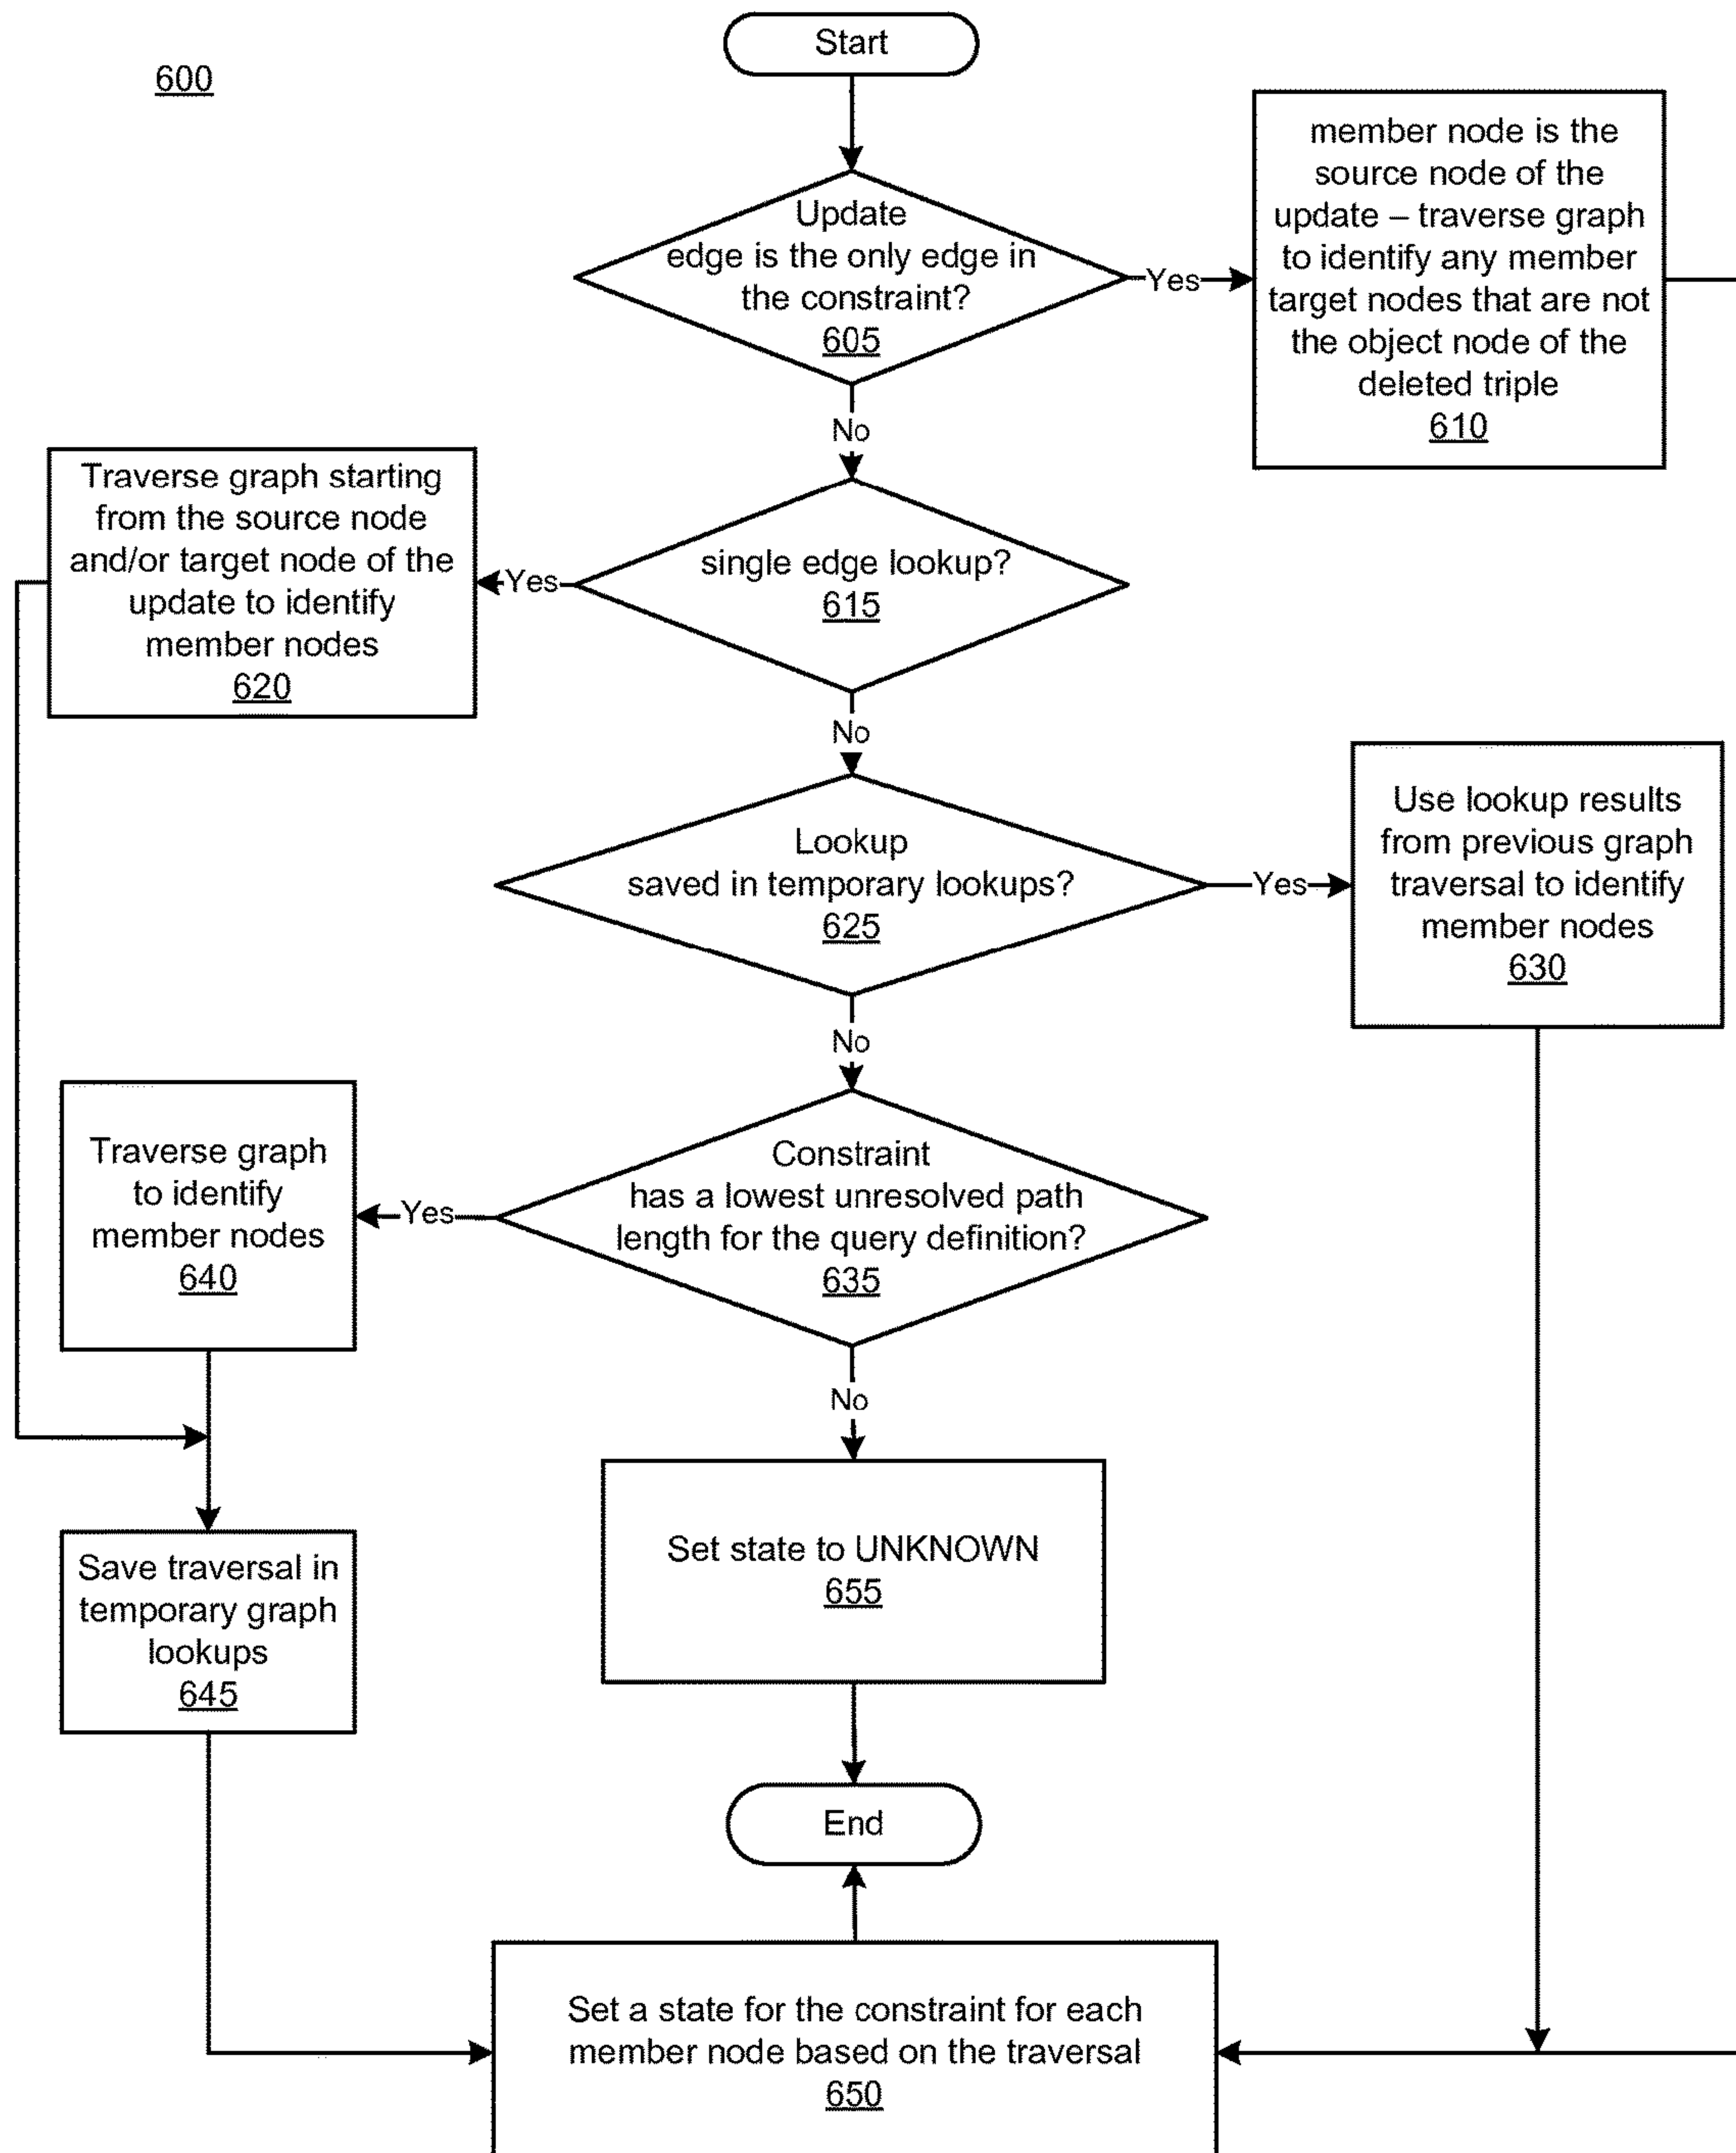 600
Start
Update
edge is the only edge in
the constraint?
605
Yes
member node is the
source node of the
update – traverse graph
to identify any member
target nodes that are not
the object node of the
deleted triple
610
No
Traverse graph starting
from the source node
and/or target node of the
update to identify
member nodes
620
Yes
single edge lookup?
615
No
Lookup
saved in temporary lookups?
625
Yes
Use lookup results
from previous graph
traversal to identify
member nodes
630
No
Traverse graph
to identify
member nodes
640
Yes
Constraint
has a lowest unresolved path
length for the query definition?
635
No
Save traversal in
temporary graph
lookups
645
Set state to UNKNOWN
655
End
Set a state for the constraint for each
member node based on the traversal
650